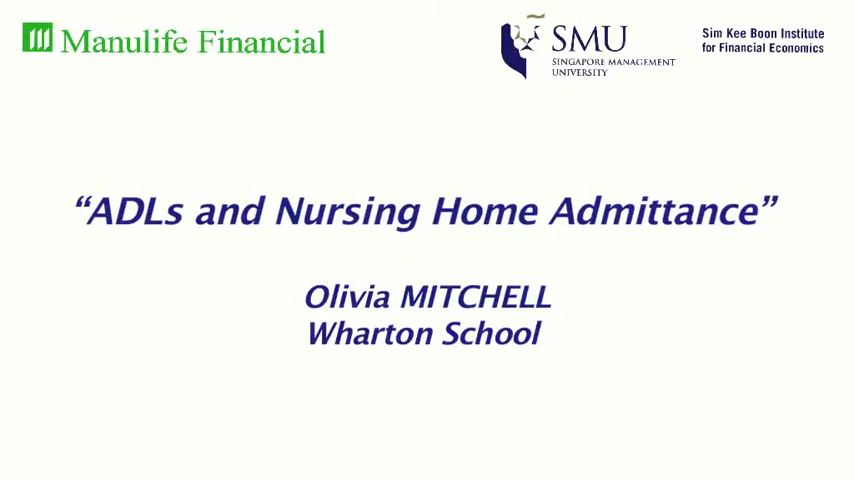 Manulife Financial
SMU
SINGAPORE MANAGEMENT
UNIVERSITY
Sim Kee Boon Institute
for Financial Economics
“ADLs and Nursing Home Admittance”
Olivia MITCHELL
Wharton School